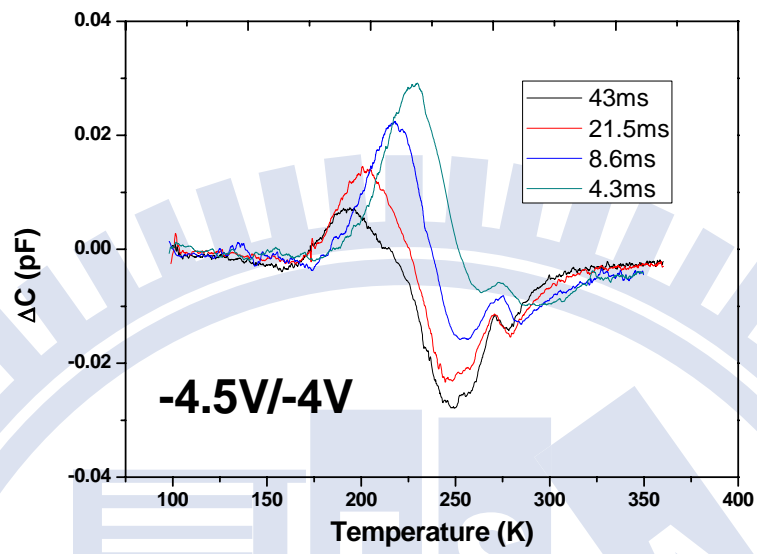 0.04
0.02
0.00
-0.02
-0.04
ΔC (pF)
43ms
21.5ms
8.6ms
4.3ms
-4.5V/-4V
100 150 200 250 300 350 400
Temperature (K)